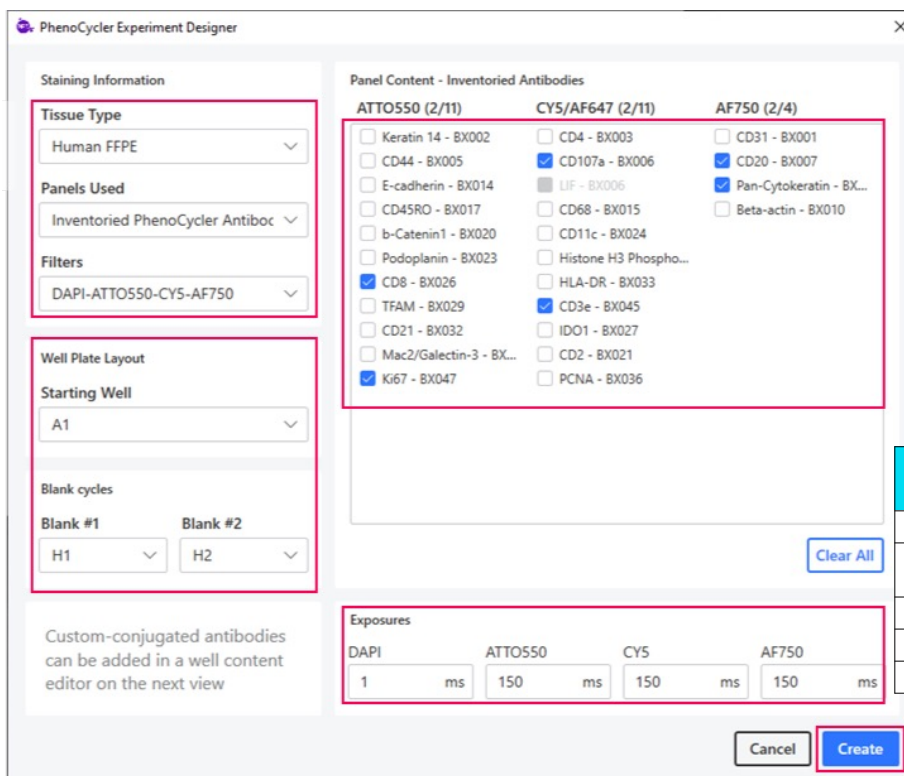 PhenoCycler Experiment Designer
Staining Information
Tissue Type
Human FFPE
Panels Used
Inventoried PhenoCycler Antiboc
Filters
DAPI-ATTO550-CY5-AF750
Well Plate Layout
Starting Well
A1
Blank cycles
Blank #1 Blank #2
H1 H2
Custom-conjugated antibodies
can be added in a well content
editor on the next view
Panel Content - Inventoried Antibodies
ATTO550 (2/11) CY5/AF647 (2/11) AF750 (2/4)
Keratin 14 - BX002 CD4 - BX003 CD31 - BX001
CD44 - BX005 CD107a - BX006 CD20 - BX007
E-cadherin - BX014 LIF - BX006 Pan-Cytokeratin - BX...
CD45RO - BX017 CD68 - BX015 Beta-actin - BX010
b-Catenin1 - BX020 CD11c - BX024
Podoplanin - BX023 Histone H3 Phospho...
CD8 - BX026 HLA-DR - BX033
TFAM - BX029 CD3e - BX045
CD21 - BX032 IDO1 - BX027
Mac2/Galectin-3 - BX... CD2 - BX021
Ki67 - BX047 PCNA - BX036
Clear All
Exposures
DAPI ATTO550 CY5 AF750
1 ms 150 ms 150 ms 150 ms
Cancel Create